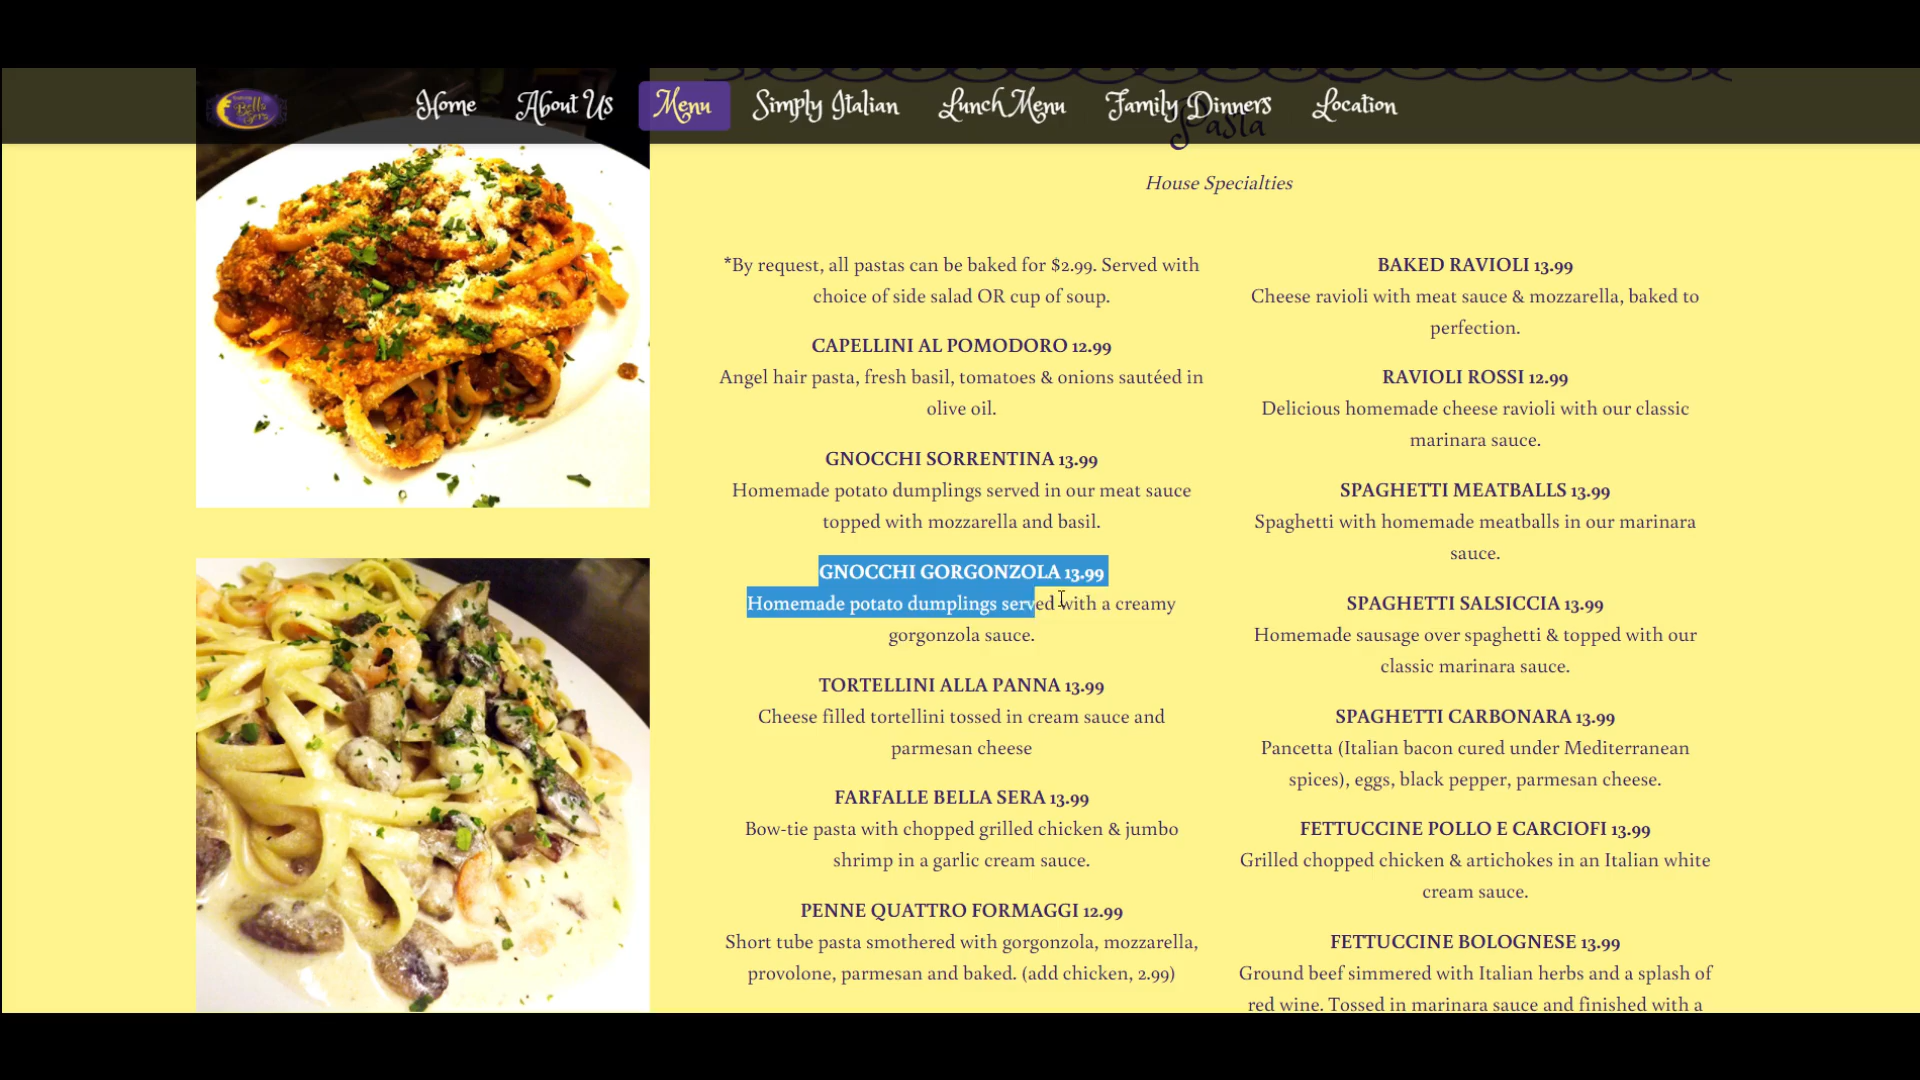 Bella Sera
Home
About Us
Menu
Simply Italian
Lunch Menu
Family Dinners
Location
Pasta
House Specialties
*By request, all pastas can be baked for $2.99. Served with
choice of side salad OR cup of soup.
CAPELLINI AL POMODORO 12.99
Angel hair pasta, fresh basil, tomatoes & onions sautéed in
olive oil.
GNOCCHI SORRENTINA 13.99
Homemade potato dumplings served in our meat sauce
topped with mozzarella and basil.
GNOCCHI GORGONZOLA 13.99
Homemade potato dumplings served with a creamy
gorgonzola sauce.
TORTELLINI ALLA PANNA 13.99
Cheese filled tortellini tossed in cream sauce and
parmesan cheese
FARFALLE BELLA SERA 13.99
Bow-tie pasta with chopped grilled chicken & jumbo
shrimp in a garlic cream sauce.
PENNE QUATTRO FORMAGGI 12.99
Short tube pasta smothered with gorgonzola, mozzarella,
provolone, parmesan and baked. (add chicken, 2.99)
BAKED RAVIOLI 13.99
Cheese ravioli with meat sauce & mozzarella, baked to
perfection.
RAVIOLI ROSSI 12.99
Delicious homemade cheese ravioli with our classic
marinara sauce.
SPAGHETTI MEATBALLS 13.99
Spaghetti with homemade meatballs in our marinara
sauce.
SPAGHETTI SALSICCIA 13.99
Homemade sausage over spaghetti & topped with our
classic marinara sauce.
SPAGHETTI CARBONARA 13.99
Pancetta (Italian bacon cured under Mediterranean
spices), eggs, black pepper, parmesan cheese.
FETTUCCINE POLLO E CARCIOFI 13.99
Grilled chopped chicken & artichokes in an Italian white
cream sauce.
FETTUCCINE BOLOGNESE 13.99
Ground beef simmered with Italian herbs and a splash of
red wine. Tossed in marinara sauce and finished with a